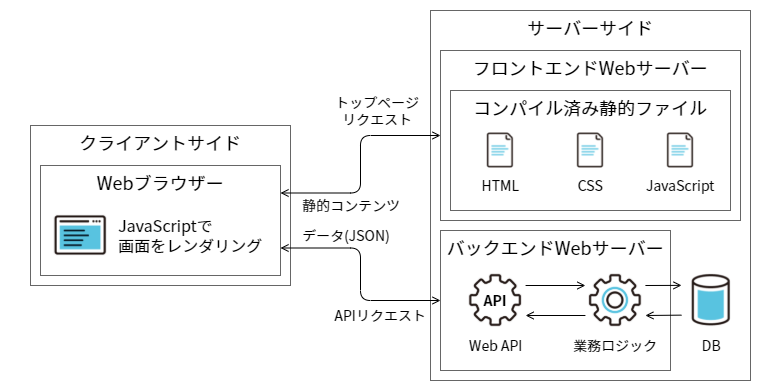 サーバーサイド
フロントエンドWebサーバー
コンパイル済み静的ファイル
HTML
CSS
JavaScript
トップページ
リクエスト
クライアントサイド
Webブラウザー
JavaScriptで
画面をレンダリング
静的コンテンツ
データ(JSON)
APIリクエスト
バックエンドWebサーバー
API
Web API
業務ロジック
DB